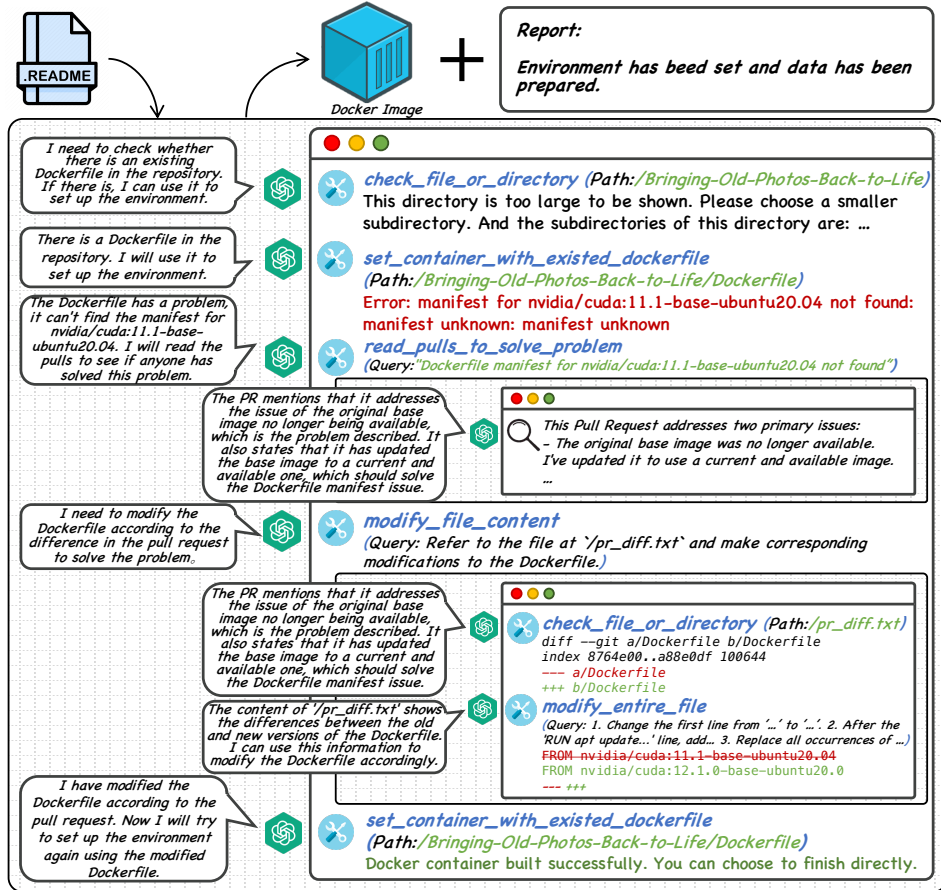 .README
Docker Image
Report:
Environment has beed set and data has been
prepared.
I need to check whether
there is an existing
Dockerfile in the repository.
If there is, I can use it to
set up the environment.
check_file_or_directory (Path:/Bringing-Old-Photos-Back-to-Life)
This directory is too large to be shown. Please choose a smaller
subdirectory. And the subdirectories of this directory are: ...
There is a Dockerfile in the
repository. I will use it to
set up the environment.
set_container_with_existed_dockerfile
(Path:/Bringing-Old-Photos-Back-to-Life/Dockerfile)
Error: manifest for nvidia/cuda:11.1-base-ubuntu20.04 not found:
manifest unknown: manifest unknown
The Dockerfile has a problem,
it can't find the manifest for
nvidia/cuda:11.1-base-
ubuntu20.04. I will read the
pulls to see if anyone has
solved this problem.
read_pulls_to_solve_problem
(Query:"Dockerfile manifest for nvidia/cuda:11.1-base-ubuntu20.04 not found")
The PR mentions that it addresses
the issue of the original base
image no longer being available,
which is the problem described. It
also states that it has updated
the base image to a current and
available one, which should solve
the Dockerfile manifest issue.
This Pull Request addresses two primary issues:
- The original base image was no longer available.
I've updated it to use a current and available image.
...
I need to modify the
Dockerfile according to the
difference in the pull request
to solve the problem。
modify_file_content
(Query: Refer to the file at `/pr_diff.txt` and make corresponding
modifications to the Dockerfile.)
The PR mentions that it addresses
the issue of the original base
image no longer being available,
which is the problem described. It
also states that it has updated
the base image to a current and
available one, which should solve
the Dockerfile manifest issue.
check_file_or_directory (Path:/pr_diff.txt)
diff --git a/Dockerfile b/Dockerfile
index 8764e00..a88e0df 100644
--- a/Dockerfile
+++ b/Dockerfile
The content of '/pr_diff.txt' shows
the differences between the old
and new versions of the Dockerfile.
I can use this information to
modify the Dockerfile accordingly.
modify_entire_file
(Query: 1. Change the first line from '...' to '...'. 2. After the
'RUN apt update...' line, add... 3. Replace all occurrences of ...)
FROM nvidia/cuda:11.1-base-ubuntu20.04
FROM nvidia/cuda:12.1.0-base-ubuntu20.0
--- +++
I have modified the
Dockerfile according to the
pull request. Now I will try
to set up the environment
again using the modified
Dockerfile.
set_container_with_existed_dockerfile
(Path:/Bringing-Old-Photos-Back-to-Life/Dockerfile)
Docker container built successfully. You can choose to finish directly.